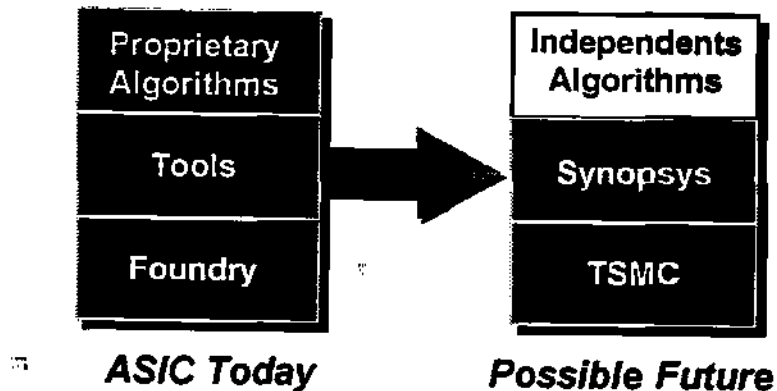 Proprietary
Algorithms
Tools
Foundry
ASIC Today
Independents
Algorithms
Synopsys
TSMC
Possible Future